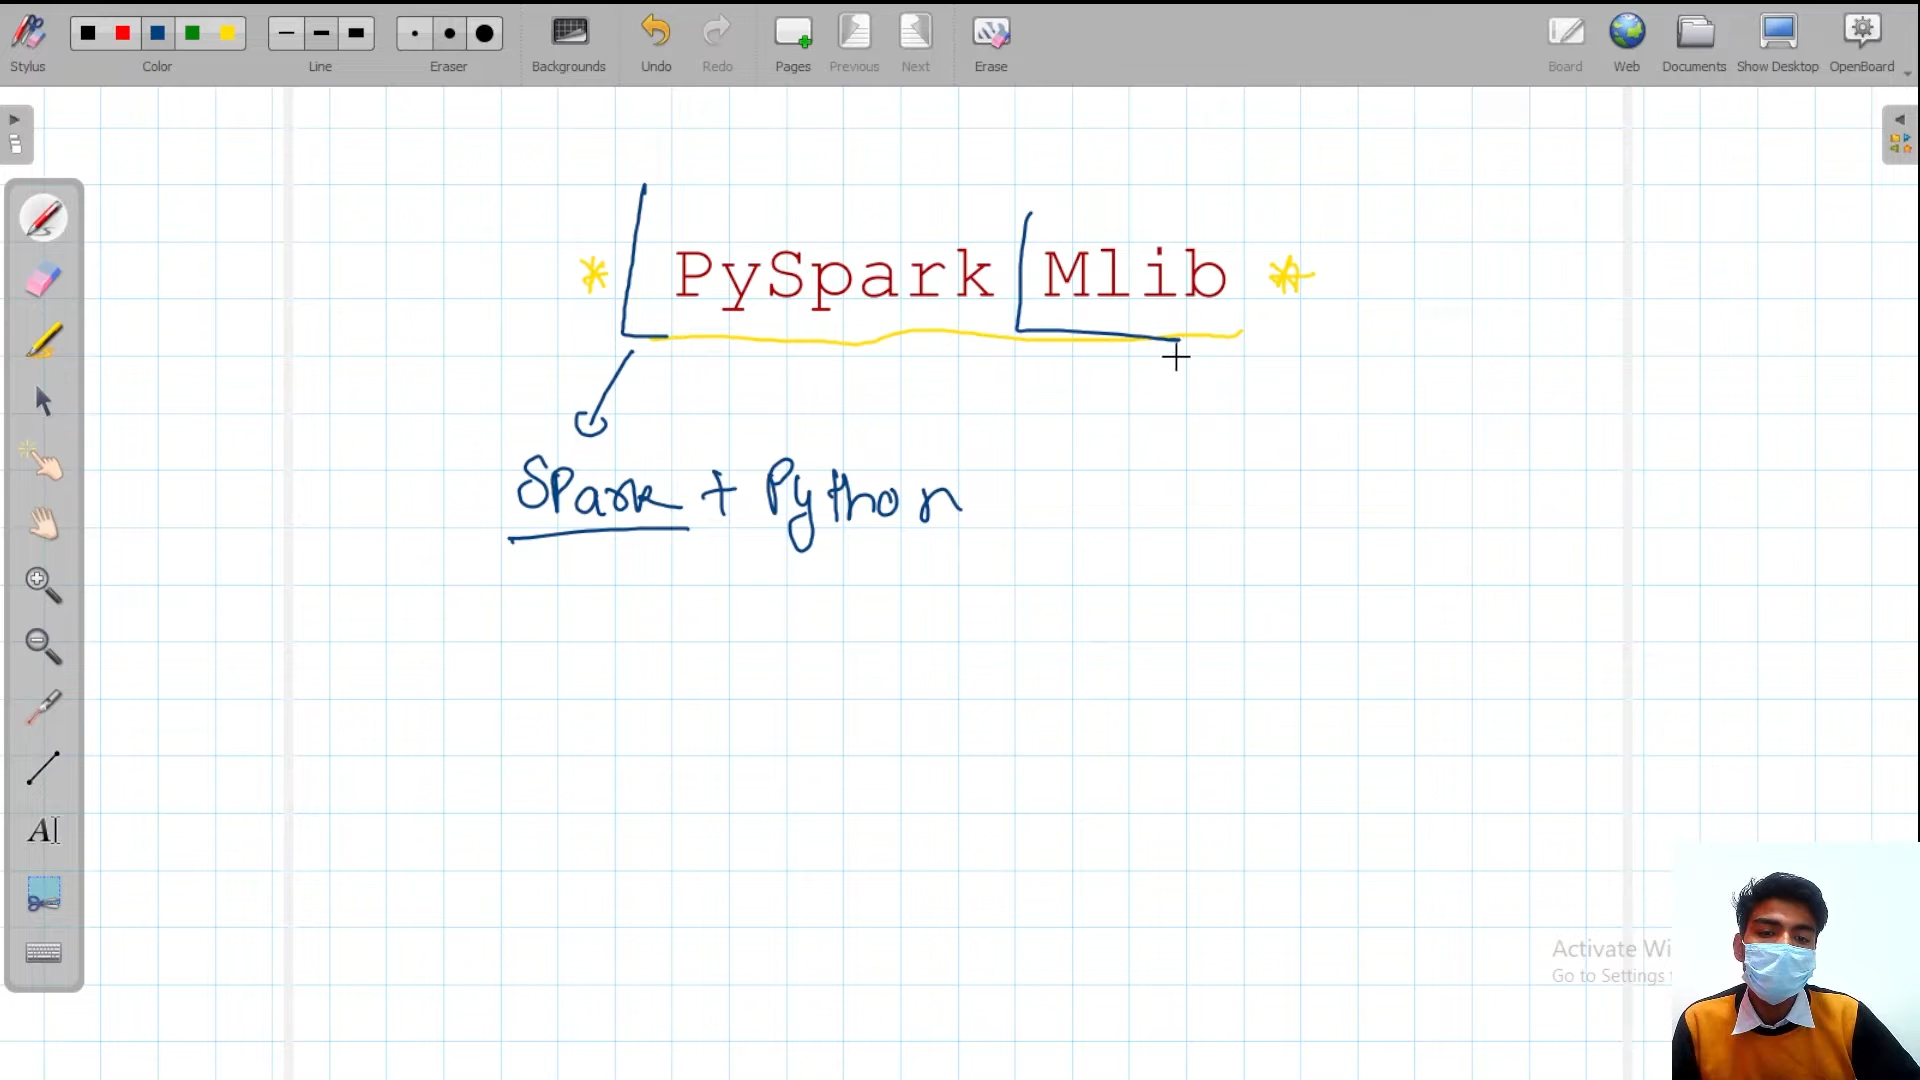 Stylus Color Line Eraser Backgrounds Undo Redo Pages Previous Next Erase Board Web Documents Show Desktop OpenBoard
* PySpark Mlib *
Spark + Python
Activate Wi
Go to Settings